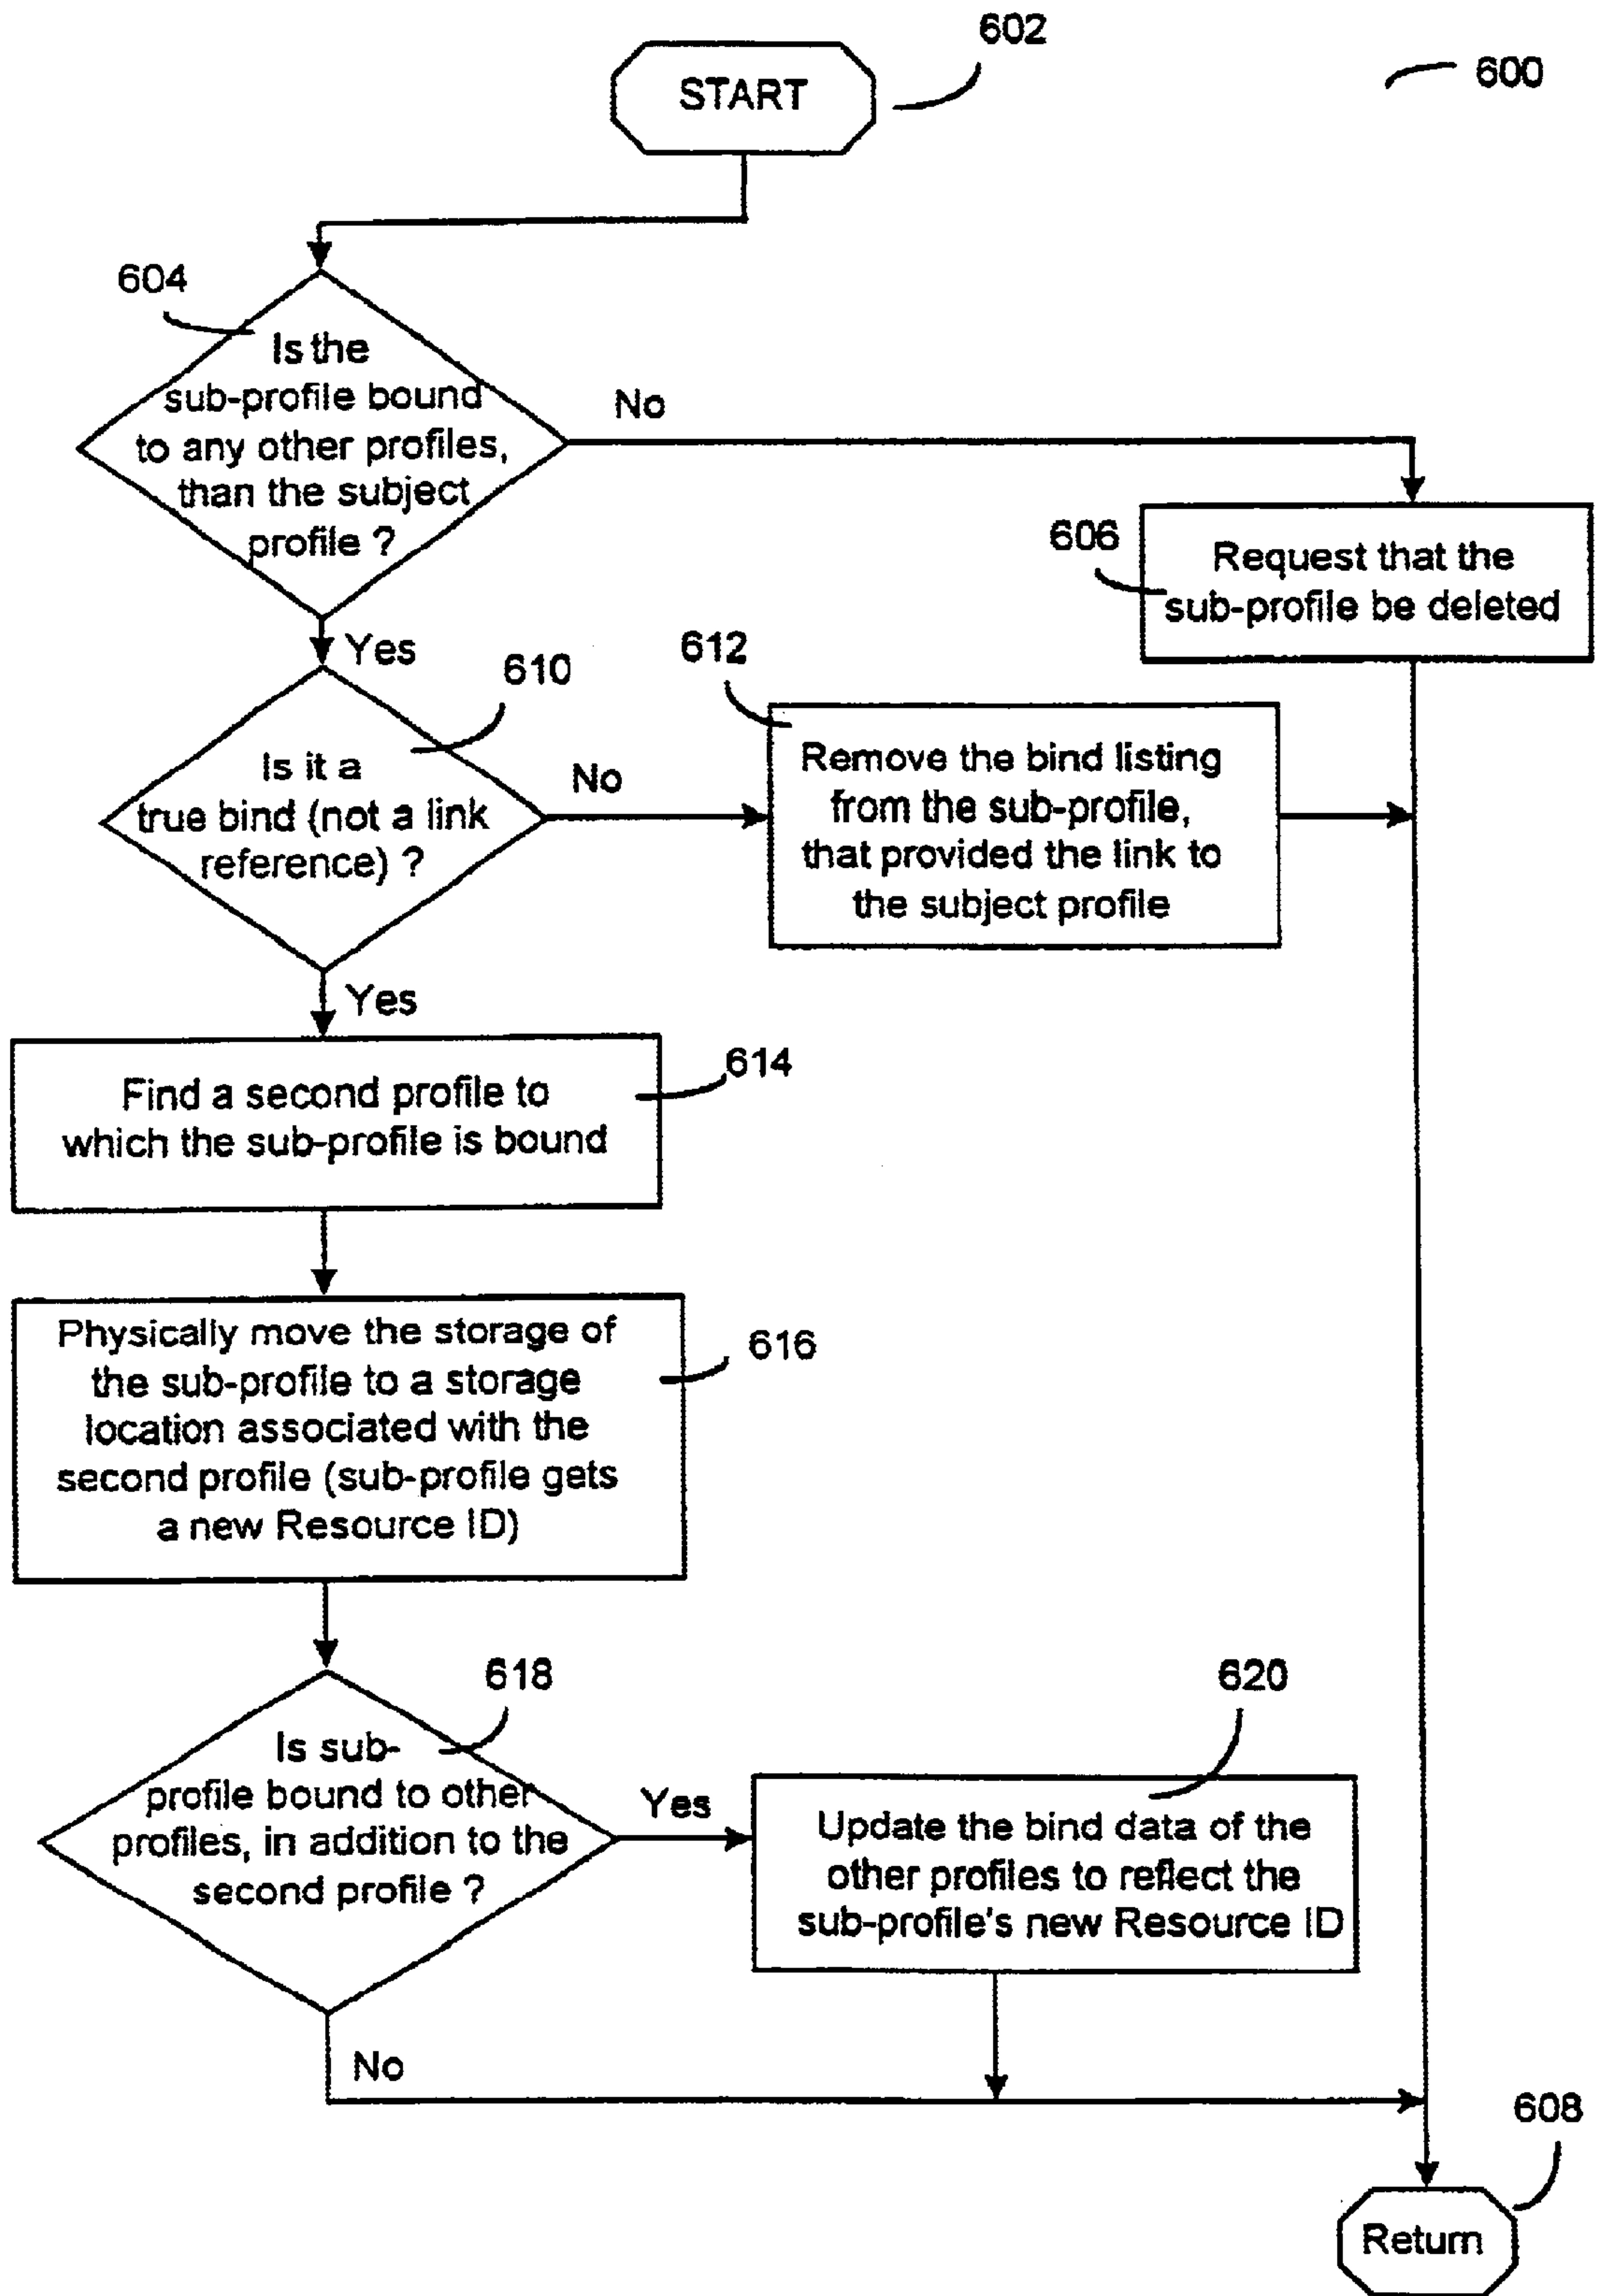 602
600
START
604
Is the
sub-profile bound
to any other profiles,
than the subject
profile ?
No
606
Request that the
sub-profile be deleted
Yes
610
612
Is it a
true bind (not a link
reference) ?
No
Remove the bind listing
from the sub-profile,
that provided the link to
the subject profile
Yes
614
Find a second profile to
which the sub-profile is bound
616
Physically move the storage of
the sub-profile to a storage
location associated with the
second profile (sub-profile gets
a new Resource ID)
618
620
Is sub-
profile bound to other
profiles, in addition to the
second profile ?
Yes
Update the bind data of the
other profiles to reflect the
sub-profile's new Resource ID
No
608
Return